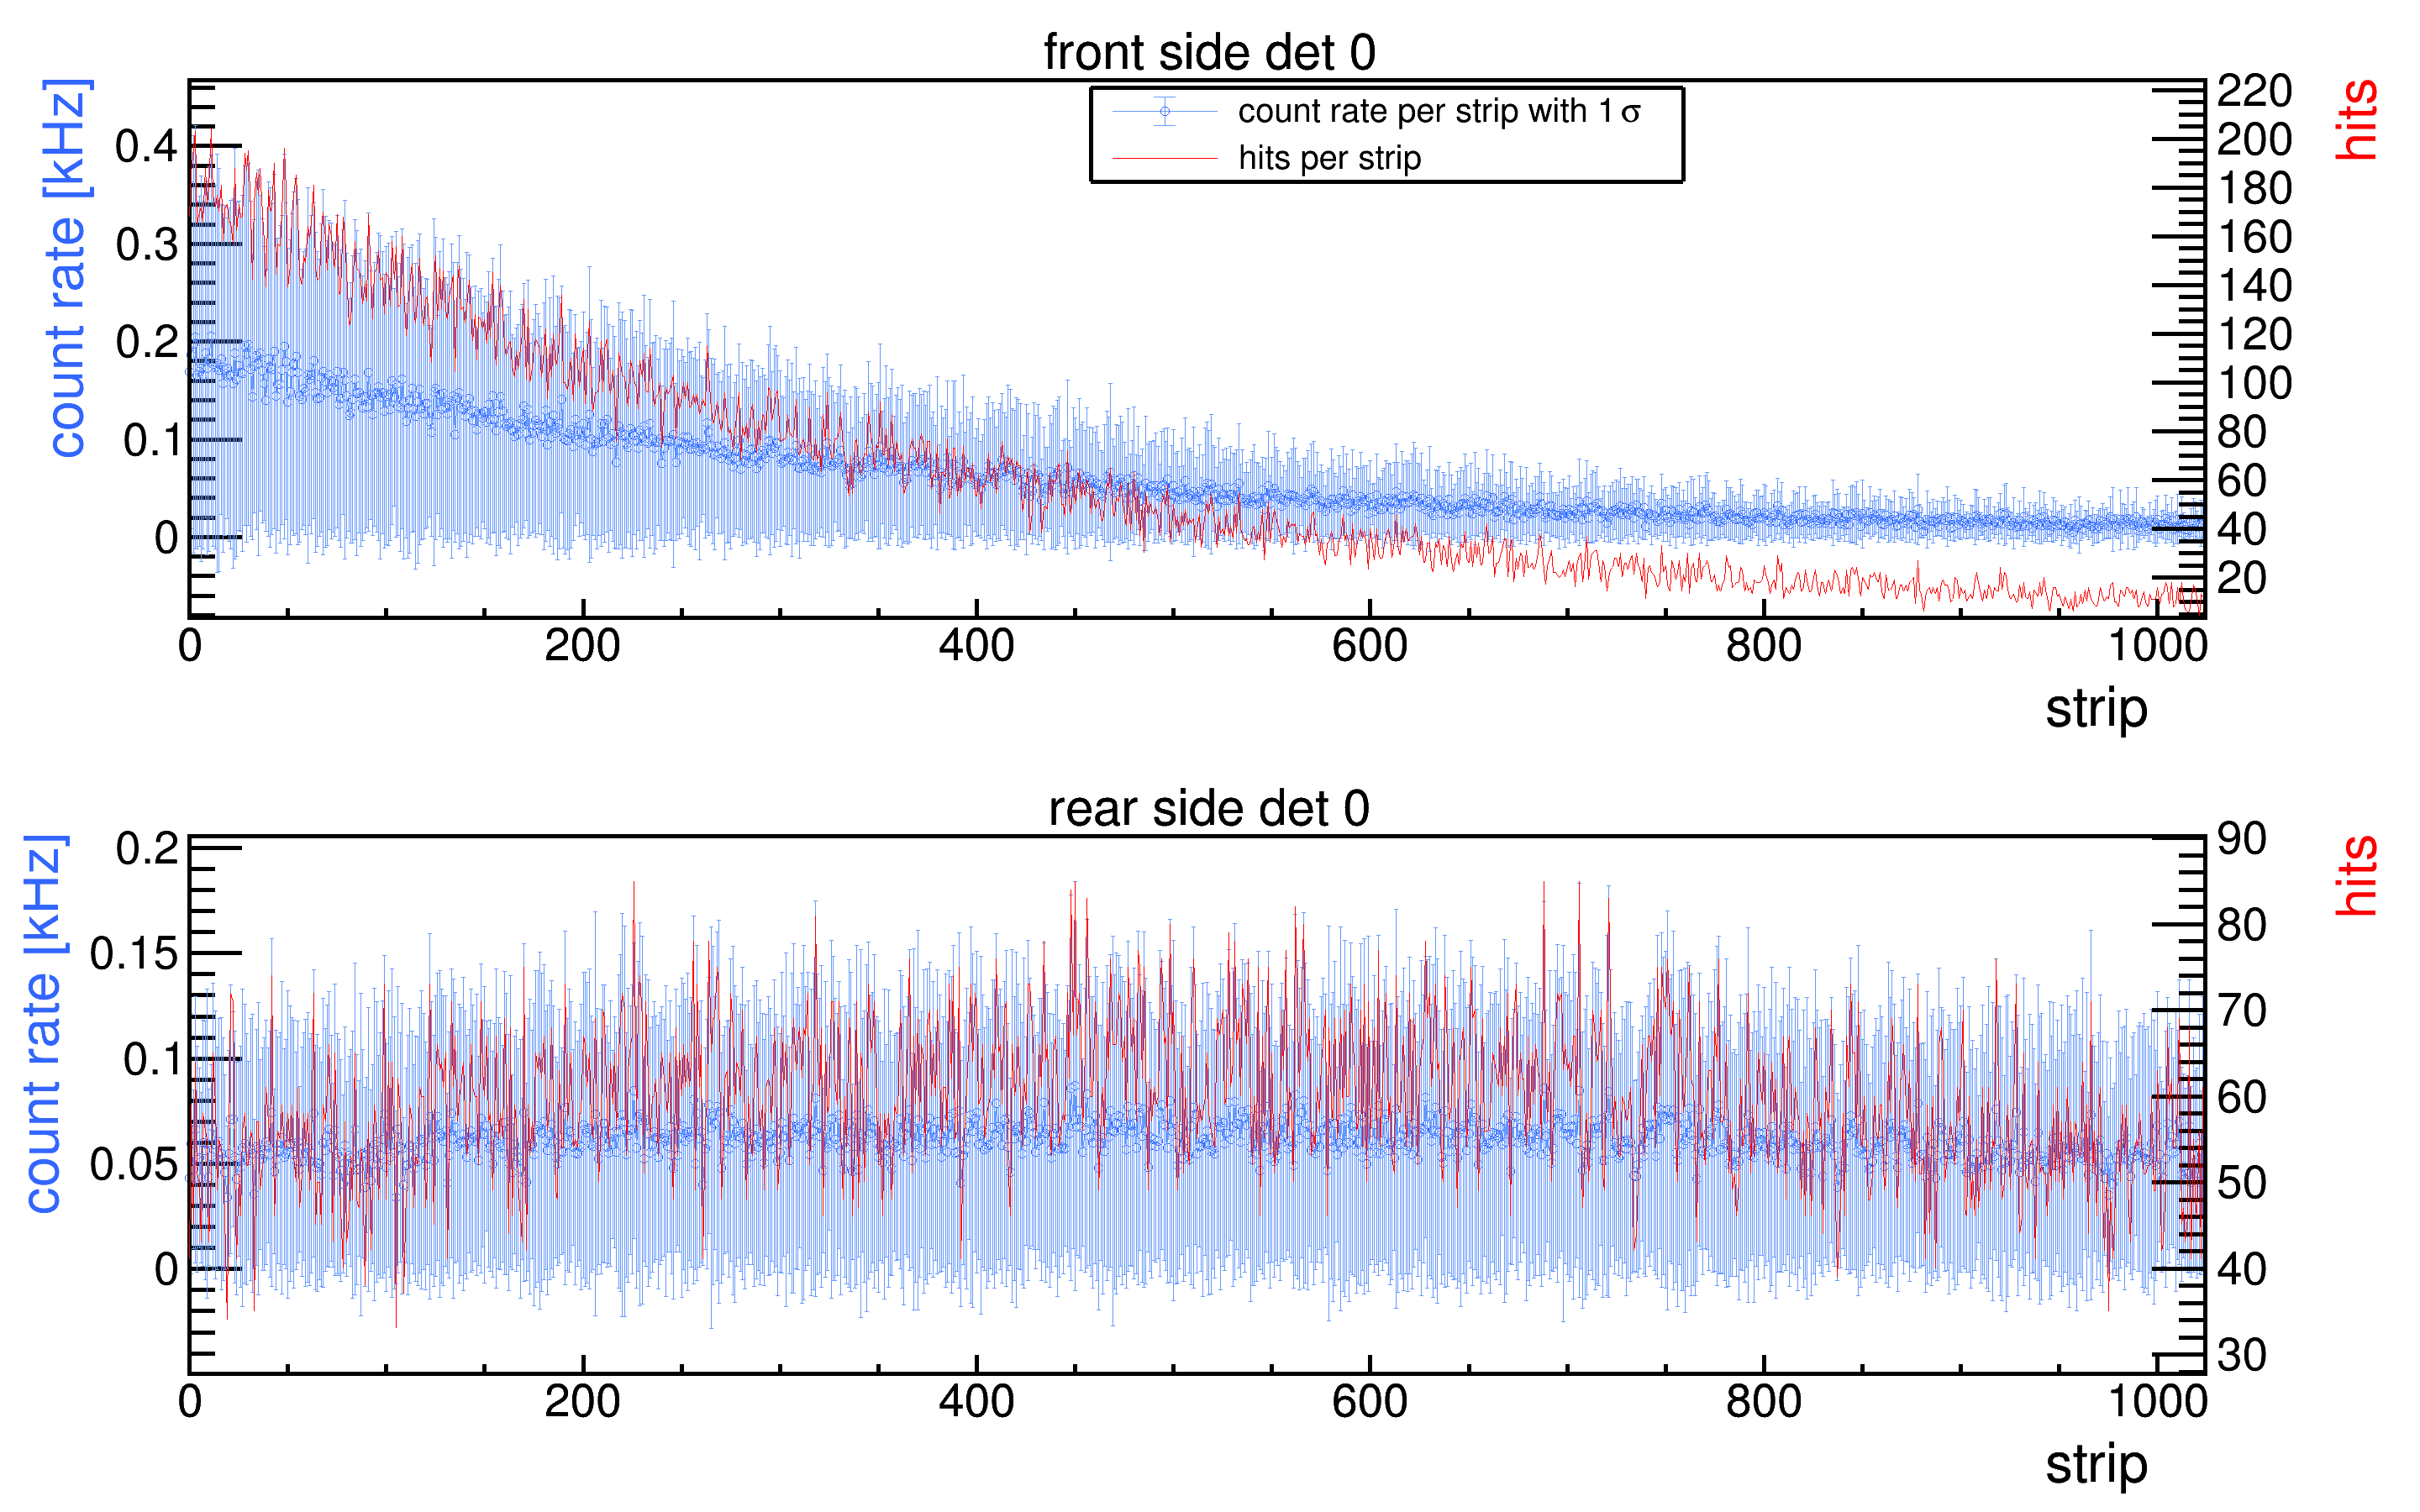 front side det 0
count rate [kHz]
hits
count rate per strip with 1 σ
hits per strip
0.4
0.3
0.2
0.1
0
220
200
180
160
140
120
100
80
60
40
20
0 200 400 600 800 1000
strip
rear side det 0
count rate [kHz]
hits
0.2
0.15
0.1
0.05
0
90
80
70
60
50
40
30
0 200 400 600 800 1000
strip